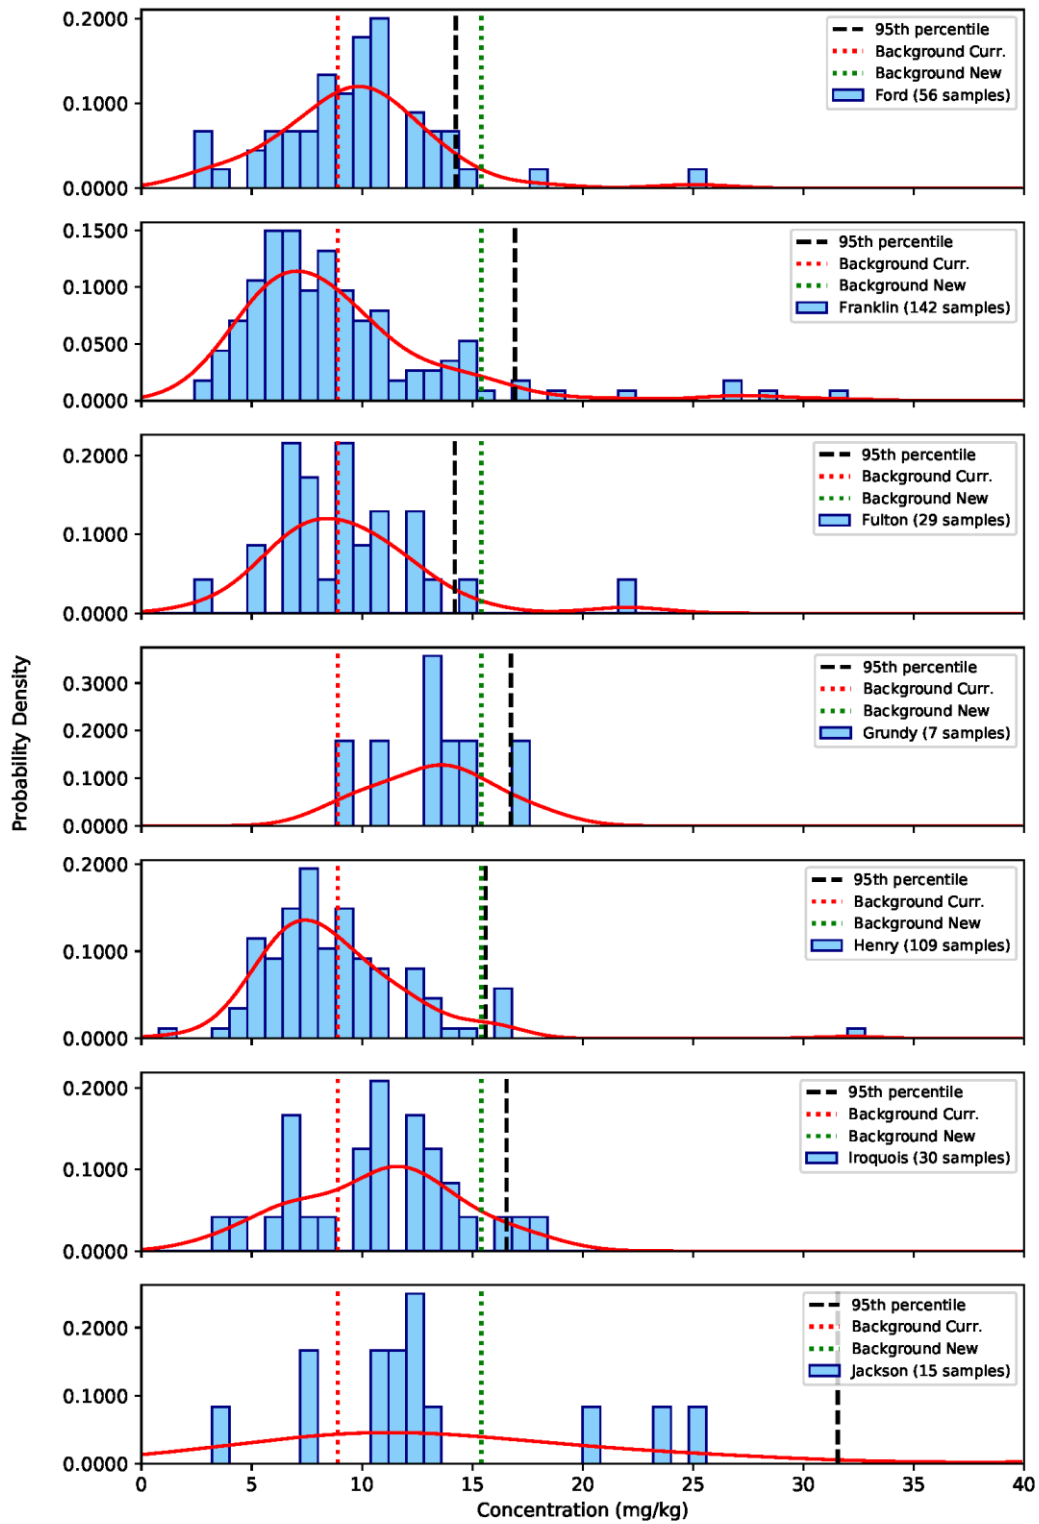 0.2000
0.1000
0.0000
95th percentile
Background Curr.
Background New
Ford (56 samples)
0.1500
0.1000
0.0500
0.0000
95th percentile
Background Curr.
Background New
Franklin (142 samples)
0.2000
0.1000
0.0000
95th percentile
Background Curr.
Background New
Fulton (29 samples)
Probability Density
0.3000
0.2000
0.1000
0.0000
95th percentile
Background Curr.
Background New
Grundy (7 samples)
0.2000
0.1000
0.0000
95th percentile
Background Curr.
Background New
Henry (109 samples)
0.2000
0.1000
0.0000
95th percentile
Background Curr.
Background New
Iroquois (30 samples)
0.2000
0.1000
0.0000
95th percentile
Background Curr.
Background New
Jackson (15 samples)
0 5 10 15 20 25 30 35 40
Concentration (mg/kg)